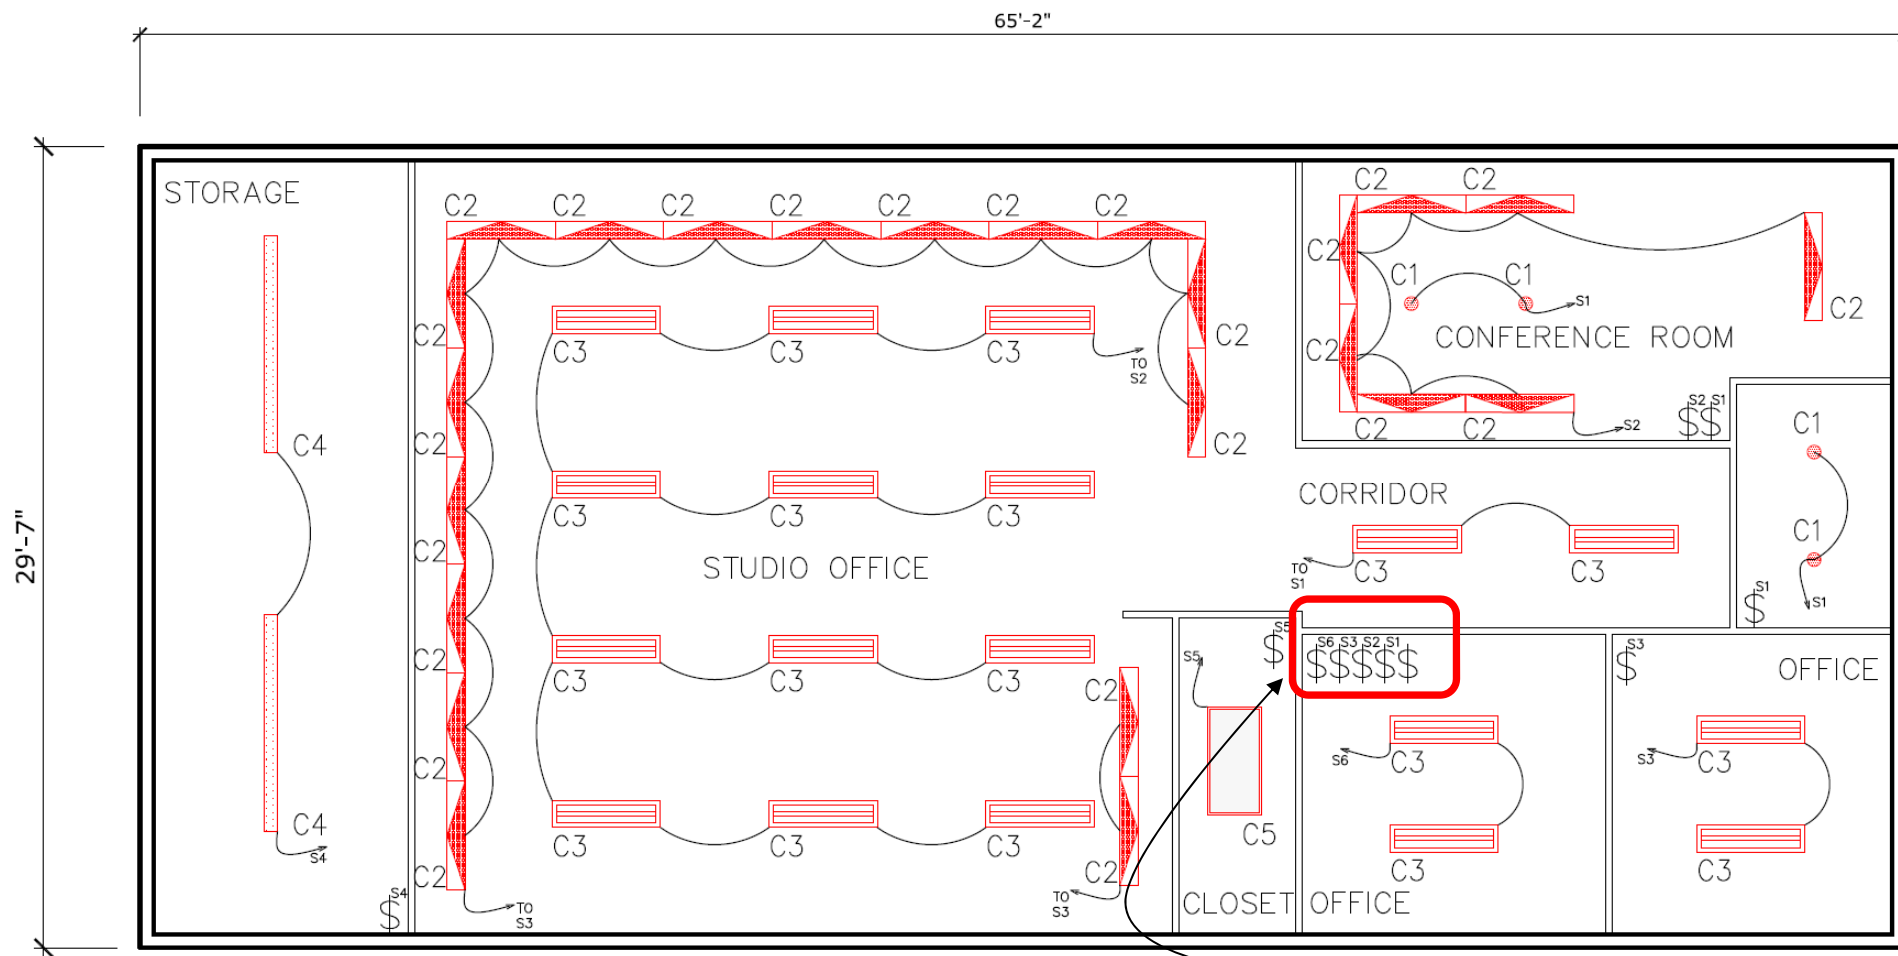 65'-2"
29'-7"
STORAGE
C4
C4
S4
S4
$
C2 C2 C2 C2 C2 C2 C2
C2
C2
C2
C2
C2
C2
C2
C2
C3 C3 C3
TO
S2
C3 C3 C3
STUDIO OFFICE
C3 C3 C3
C3 C3 C3
C2
C2
TO
S3
TO
S3
C2 C2
C2
C2
C1 C1
S1
C2
CONFERENCE ROOM
C2 C2
S2
S2 S1
$$
CORRIDOR
C3 C3
TO
S1
C1
C1
S1
S1
$
S5
$
S5
C5
CLOSET
S6 S3 S2 S1
$$$$$
S6
C3
C3
OFFICE
S3
$
OFFICE
S3
C3
C3